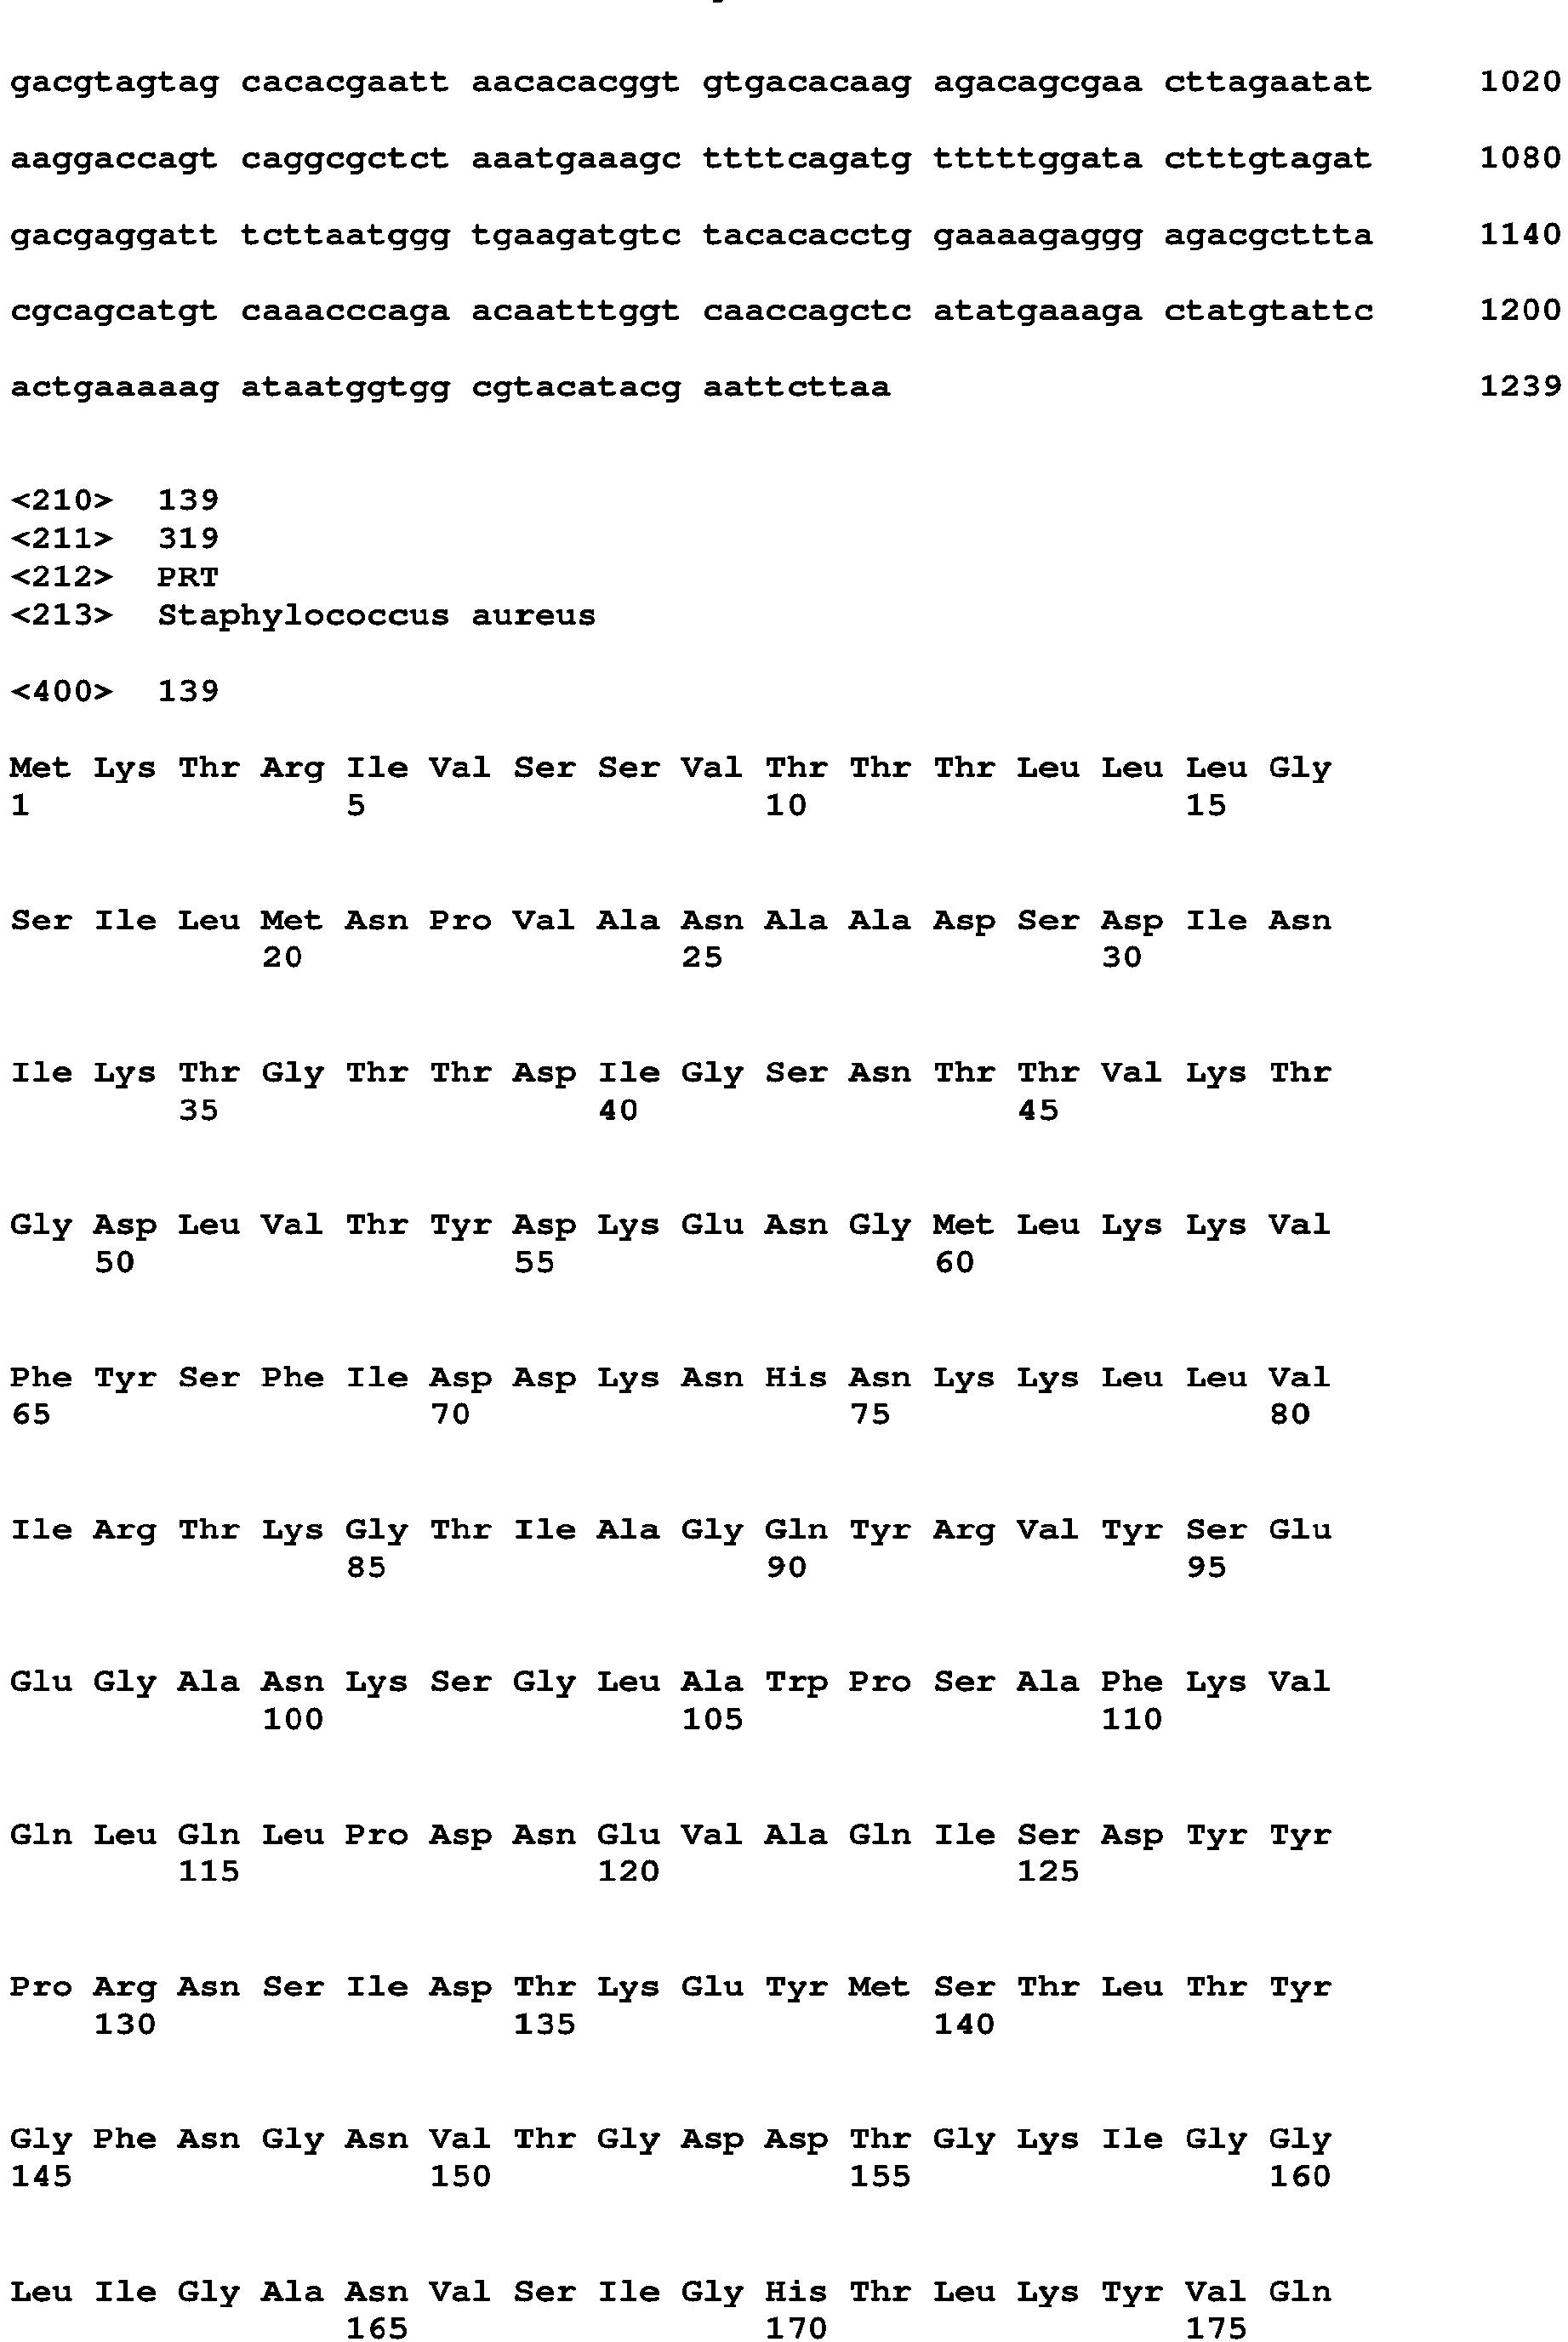 gacgtagtag cacacgaatt aacacacggt gtgacacaag agacagcgaa cttagaatat 1020
aaggaccagt caggcgctct aaatgaaagc ttttcagatg tttttggata ctttgtagat 1080
gacgaggatt tcttaatggg tgaagatgtc tacacacctg gaaaagaggg agacgcttta 1140
cgcagcatgt caaacccaga acaatttggt caaccagctc atatgaaaga ctatgtattc 1200
actgaaaaag ataatggtgg cgtacatacg aattcttaa 1239
<210> 139
<211> 319
<212> PRT
<213> Staphylococcus aureus
<400> 139
Met Lys Thr Arg Ile Val Ser Ser Val Thr Thr Thr Leu Leu Leu Gly
1 5 10 15
Ser Ile Leu Met Asn Pro Val Ala Asn Ala Ala Asp Ser Asp Ile Asn
20 25 30
Ile Lys Thr Gly Thr Thr Asp Ile Gly Ser Asn Thr Thr Val Lys Thr
35 40 45
Gly Asp Leu Val Thr Tyr Asp Lys Glu Asn Gly Met Leu Lys Lys Val
50 55 60
Phe Tyr Ser Phe Ile Asp Asp Lys Asn His Asn Lys Lys Leu Leu Val
65 70 75 80
Ile Arg Thr Lys Gly Thr Ile Ala Gly Gln Tyr Arg Val Tyr Ser Glu
85 90 95
Glu Gly Ala Asn Lys Ser Gly Leu Ala Trp Pro Ser Ala Phe Lys Val
100 105 110
Gln Leu Gln Leu Pro Asp Asn Glu Val Ala Gln Ile Ser Asp Tyr Tyr
115 120 125
Pro Arg Asn Ser Ile Asp Thr Lys Glu Tyr Met Ser Thr Leu Thr Tyr
130 135 140
Gly Phe Asn Gly Asn Val Thr Gly Asp Asp Thr Gly Lys Ile Gly Gly
145 150 155 160
Leu Ile Gly Ala Asn Val Ser Ile Gly His Thr Leu Lys Tyr Val Gln
165 170 175